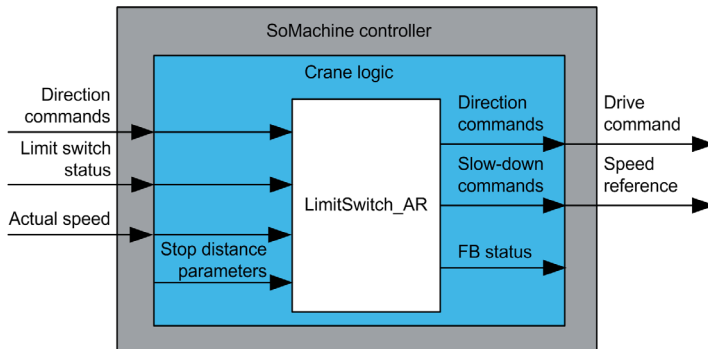 SoMachine controller
Crane logic
Direction
commands
Limit switch
status
Actual speed
Stop distance
parameters
LimitSwitch_AR
Direction
commands
Slow-down
commands
FB status
Drive
command
Speed
reference